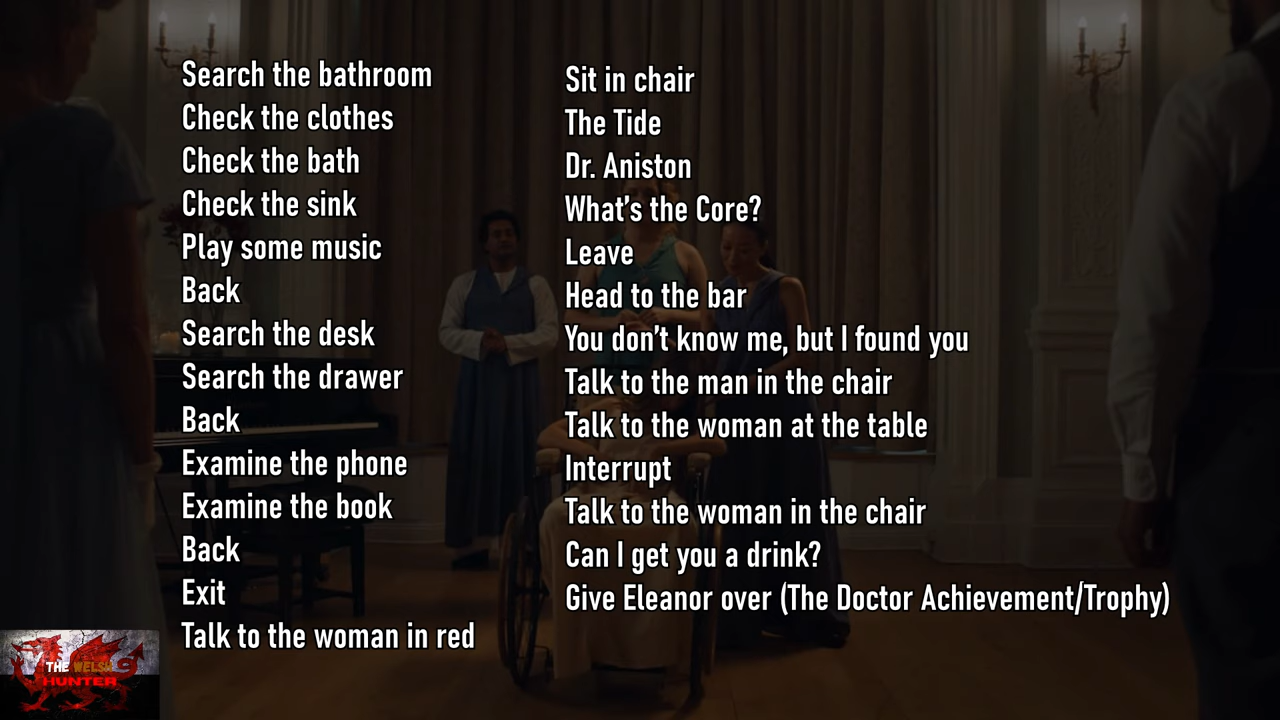 Search the bathroom
Check the clothes
Check the bath
Check the sink
Play some music
Back
Search the desk
Search the drawer
Back
Examine the phone
Examine the book
Back
Exit
Talk to the woman in red
Sit in chair
The Tide
Dr. Aniston
What's the Core?
Leave
Head to the bar
You don't know me, but I found you
Talk to the man in the chair
Talk to the woman at the table
Interrupt
Talk to the woman in the chair
Can I get you a drink?
Give Eleanor over (The Doctor Achievement/Trophy)
THE WELSH
HUNTER